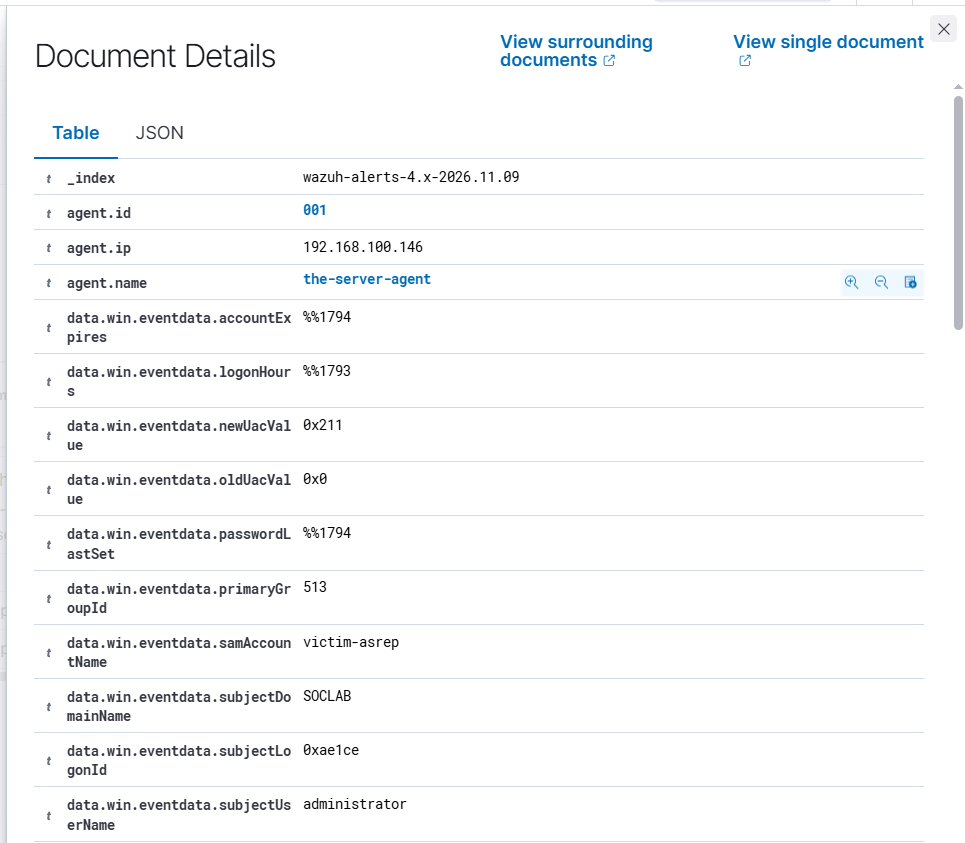 Document Details
View surrounding
documents
View single document
Table JSON
t _index wazuh-alerts-4.x-2026.11.09
t agent.id 001
t agent.ip 192.168.100.146
t agent.name the-server-agent
t data.win.eventdata.accountEx %%1794
pires
t data.win.eventdata.logonHour %%1793
s
t data.win.eventdata.newUacVal 0x211
ue
t data.win.eventdata.oldUacVal 0x0
ue
t data.win.eventdata.passwordL %%1794
astSet
t data.win.eventdata.primaryGr 513
oupId
t data.win.eventdata.samAccoun victim-asrep
tName
t data.win.eventdata.subjectDo SOCLAB
mainName
t data.win.eventdata.subjectLo 0xae1ce
gonId
t data.win.eventdata.subjectUs administrator
erName